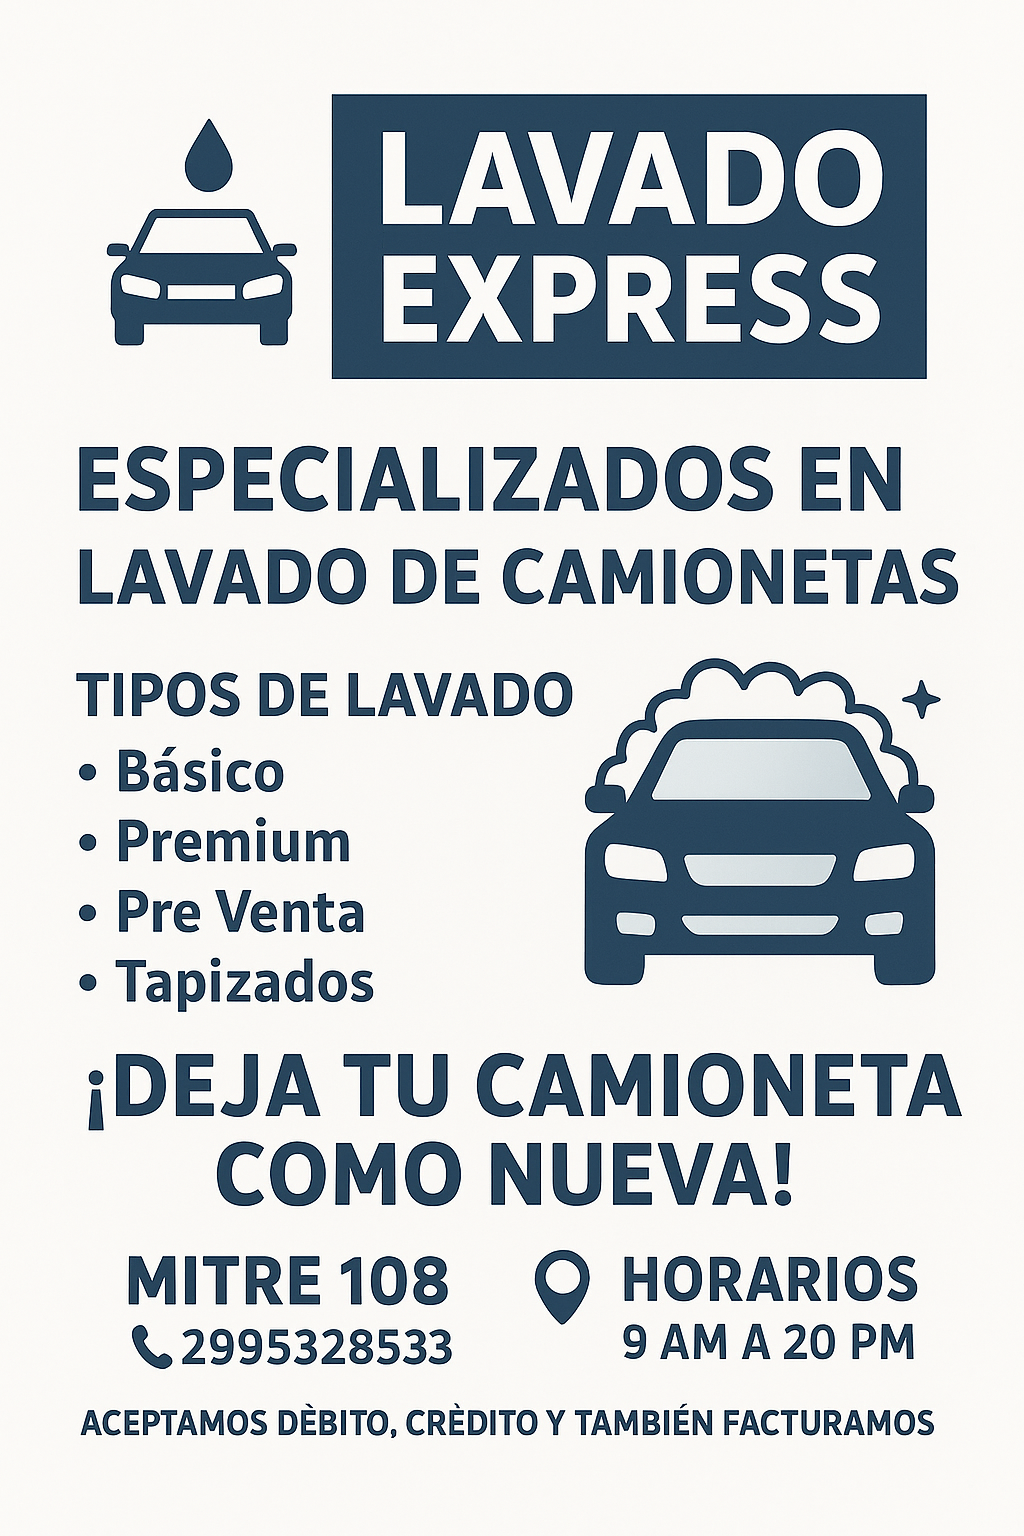 LAVADO
EXPRESS
ESPECIALIZADOS EN
LAVADO DE CAMIONETAS
TIPOS DE LAVADO
• Básico
• Premium
• Pre Venta
• Tapizados
¡DEJA TU CAMIONETA
COMO NUEVA!
MITRE 108
2995328533
HORARIOS
9 AM A 20 PM
ACEPTAMOS DÈBITO, CRÈDITO Y TAMBIÉN FACTURAMOS